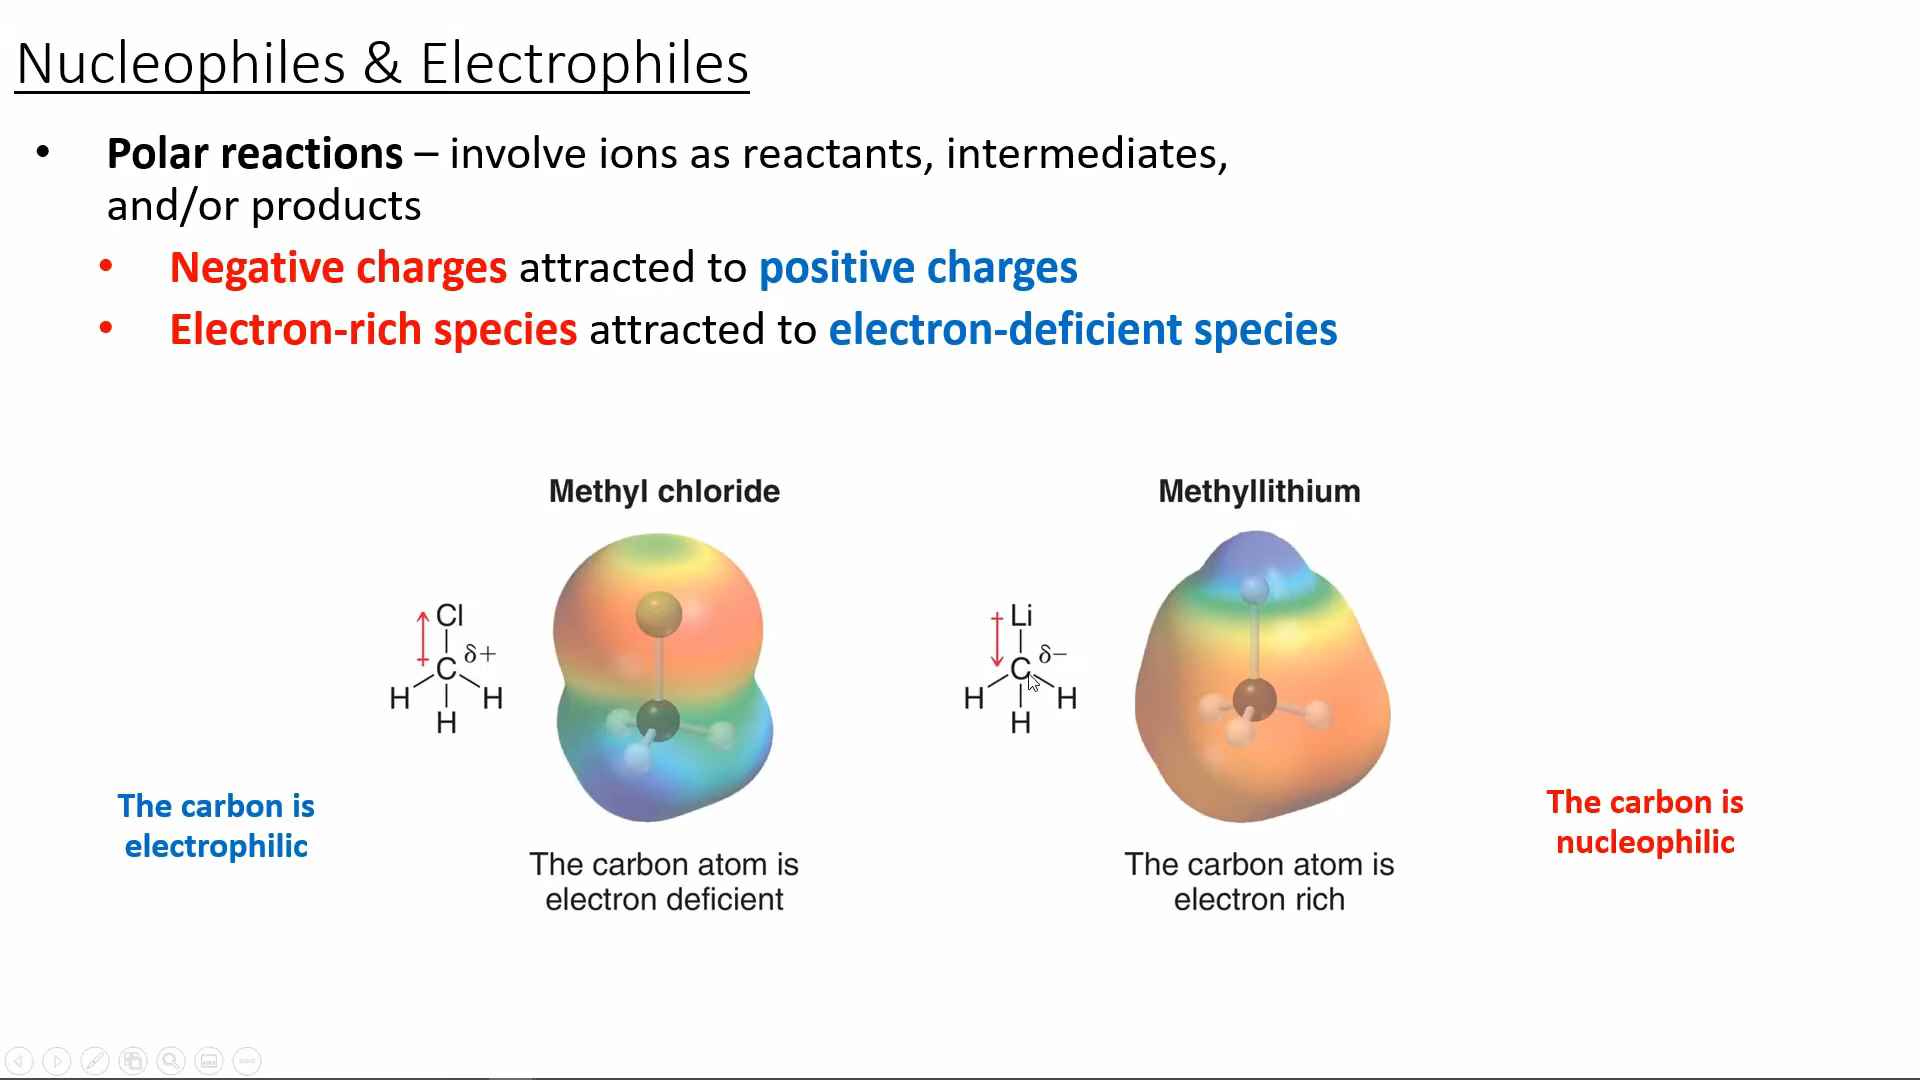 Nucleophiles & Electrophiles
• Polar reactions – involve ions as reactants, intermediates,
and/or products
• Negative charges attracted to positive charges
• Electron-rich species attracted to electron-deficient species
Methyl chloride
Cl
C δ+
H H
H
The carbon is
electrophilic
The carbon atom is
electron deficient
Methyllithium
Li
C δ−
H H
H
The carbon atom is
electron rich
The carbon is
nucleophilic